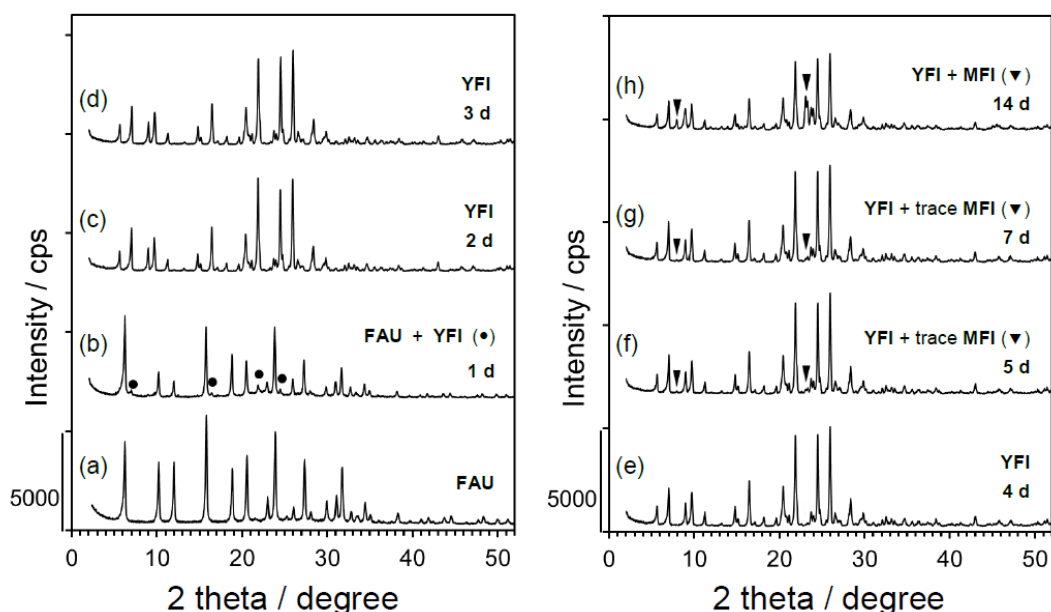 (d)
YFI
3 d
(c)
YFI
2 d
(b)
FAU + YFI (●)
1 d
(a)
FAU
5000
Intensity / cps
0 10 20 30 40 50
2 theta / degree
(h)
YFI + MFI (▼)
14 d
(g)
YFI + trace MFI (▼)
7 d
(f)
YFI + trace MFI (▼)
5 d
(e)
YFI
4 d
5000
Intensity / cps
0 10 20 30 40 50
2 theta / degree